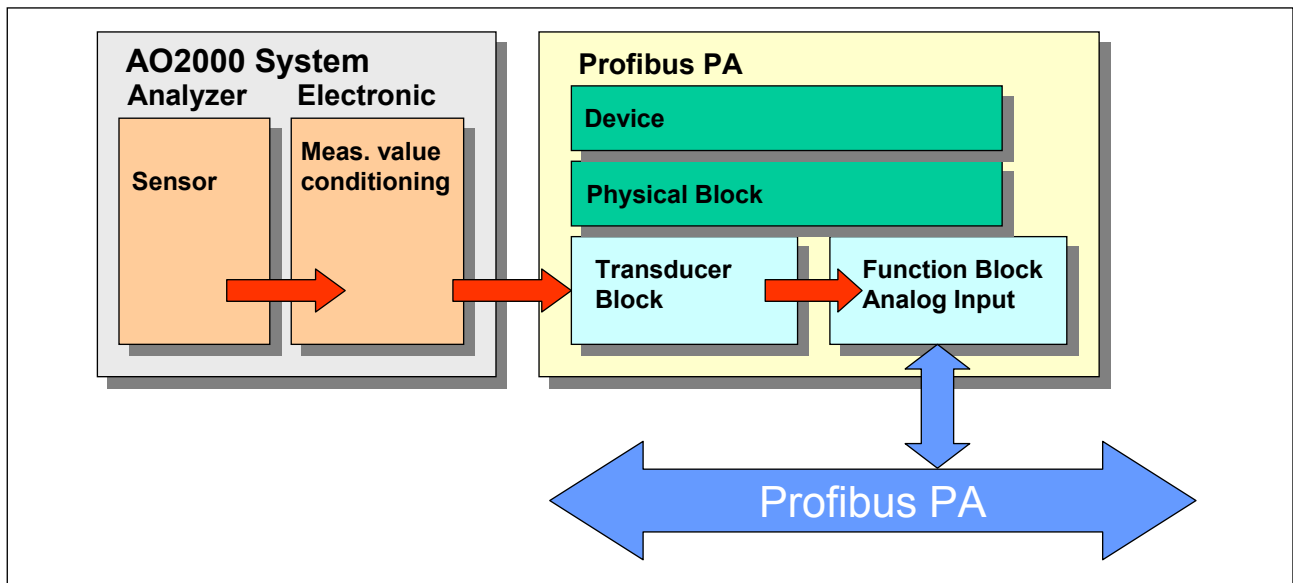 AO2000 System
Analyzer
Electronic
Sensor
Meas. value
conditioning
Profibus PA
Device
Physical Block
Transducer
Block
Function Block
Analog Input
Profibus PA